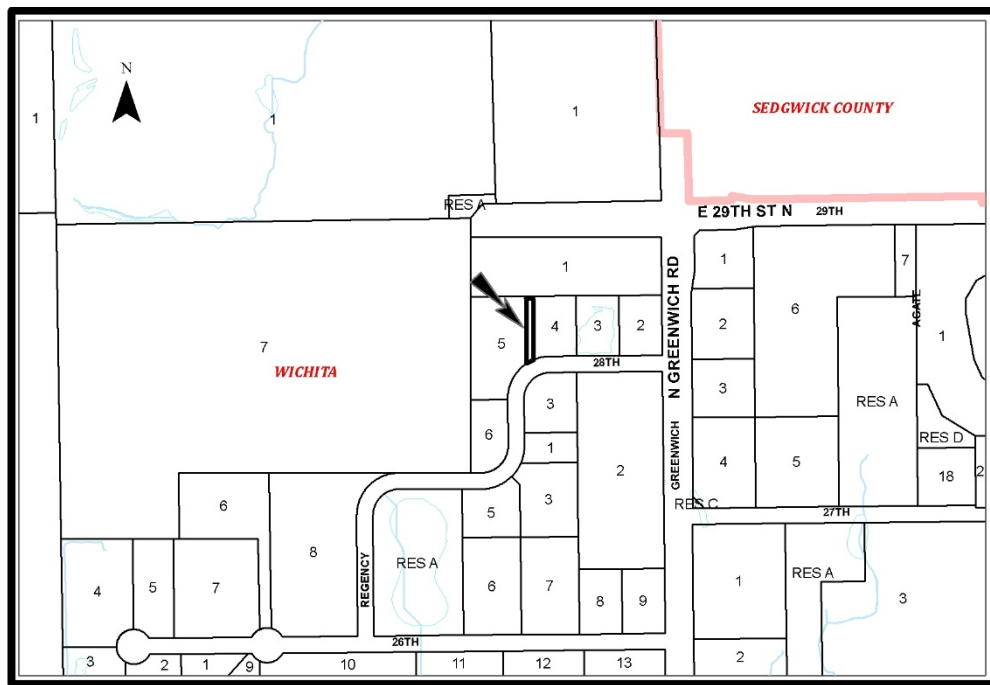 N
1
1
1
SEDGWICK COUNTY
RES A
E 29TH ST N
29TH
1
1
7
6
AGATE
1
N GREENWICH RD
GREENWICH
7
WICHITA
5
4
3
2
2
28TH
3
3
RES A
6
1
2
4
5
RES D
18
2
RES C
27TH
6
8
5
3
REGENCY
RES A
4
5
7
6
7
8
9
1
RES A
3
26TH
3
2
1
9
10
11
12
13
2